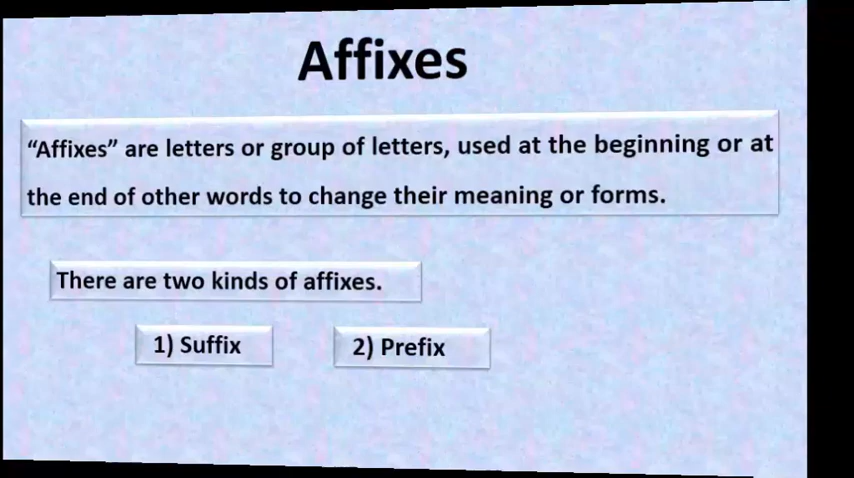 Affixes
“Affixes” are letters or group of letters, used at the beginning or at
the end of other words to change their meaning or forms.
There are two kinds of affixes.
1) Suffix
2) Prefix